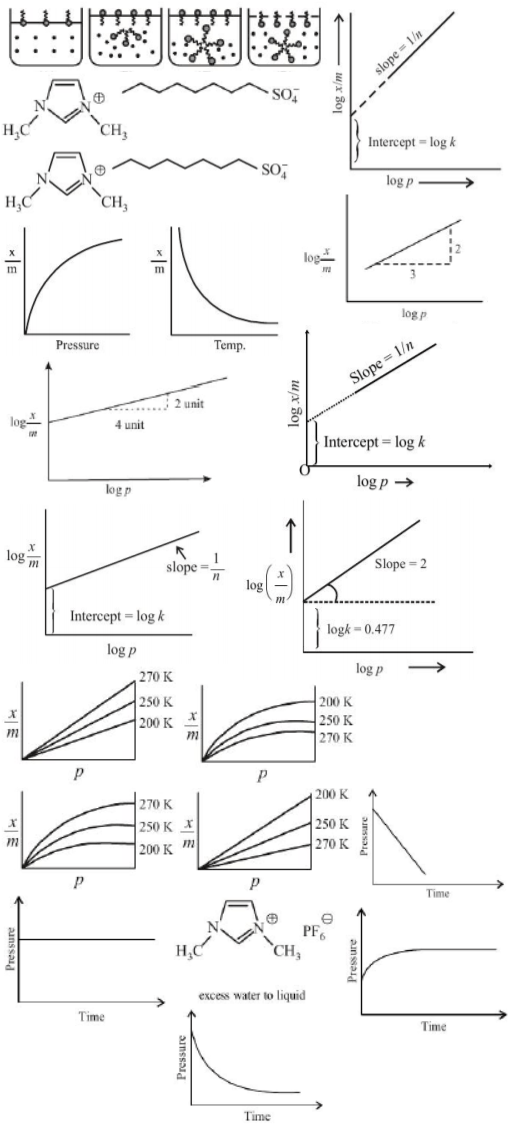 log x/m
slope = 1/n
Intercept = log k
log p
N
N
⊕
H₃C
CH₃
SO₄⁻
N
N
⊕
H₃C
CH₃
SO₄⁻
x/m
Pressure
x/m
Temp.
log x/m
2
3
log p
log x/m
2 unit
4 unit
log p
log x/m
Slope = 1/n
Intercept = log k
O
log p
log x/m
slope = 1/n
Intercept = log k
log p
log (x/m)
Slope = 2
logk = 0.477
log p
x/m
270 K
250 K
200 K
p
x/m
200 K
250 K
270 K
p
x/m
270 K
250 K
200 K
p
x/m
200 K
250 K
270 K
p
Pressure
Time
Pressure
Time
N
N
⊕
H₃C
CH₃
PF₆⊖
excess water to liquid
Pressure
Time
Pressure
Time